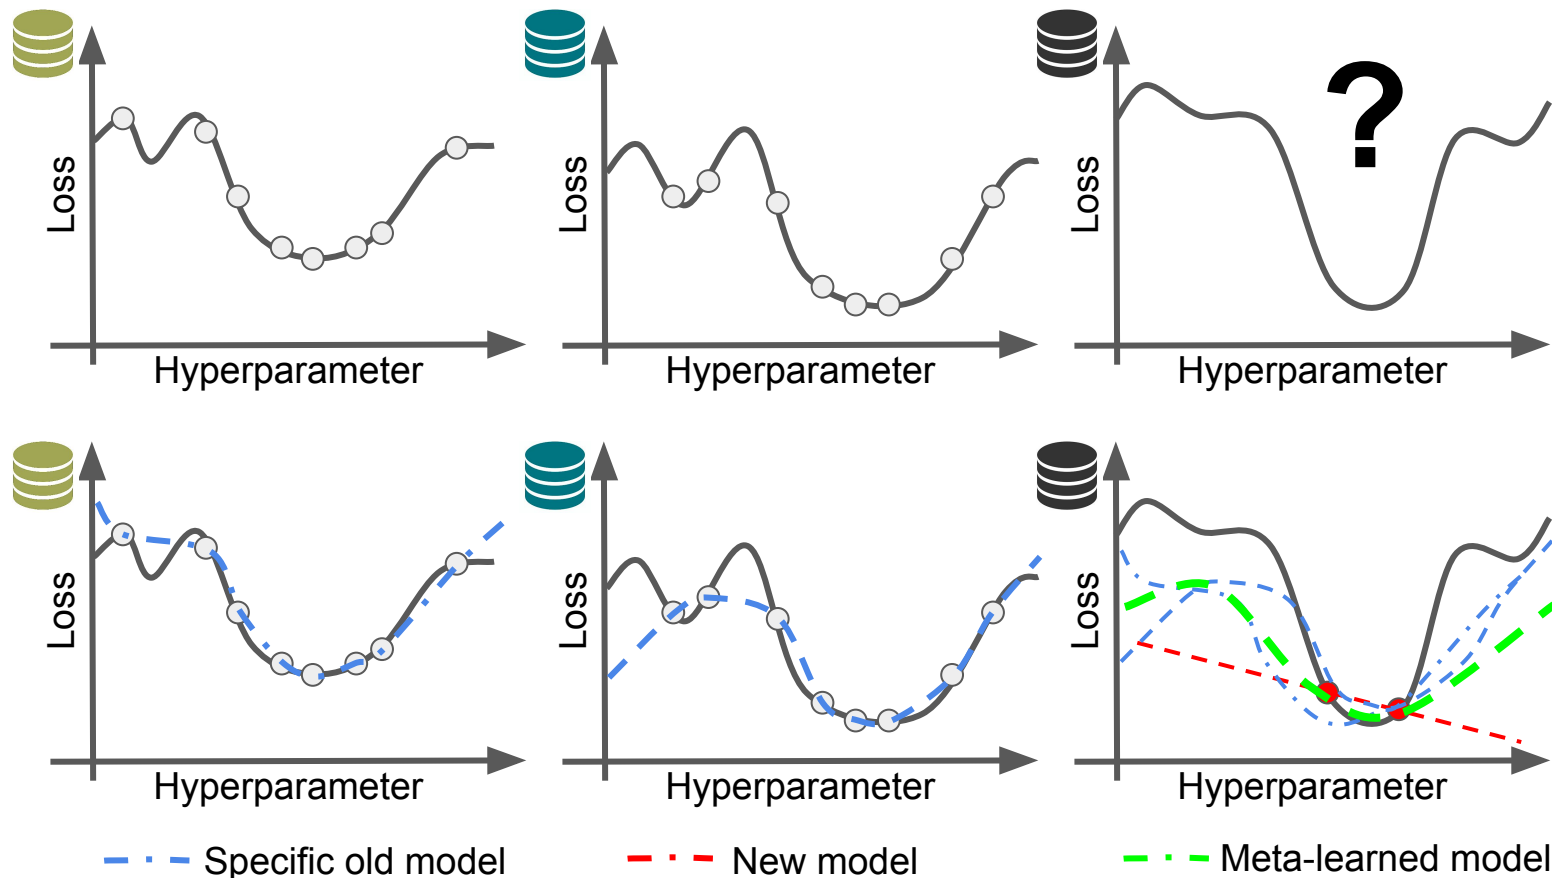 ?
Loss
Loss
Loss
Hyperparameter
Hyperparameter
Hyperparameter
Loss
Loss
Loss
Hyperparameter
Hyperparameter
Hyperparameter
Specific old model
New model
Meta-learned model